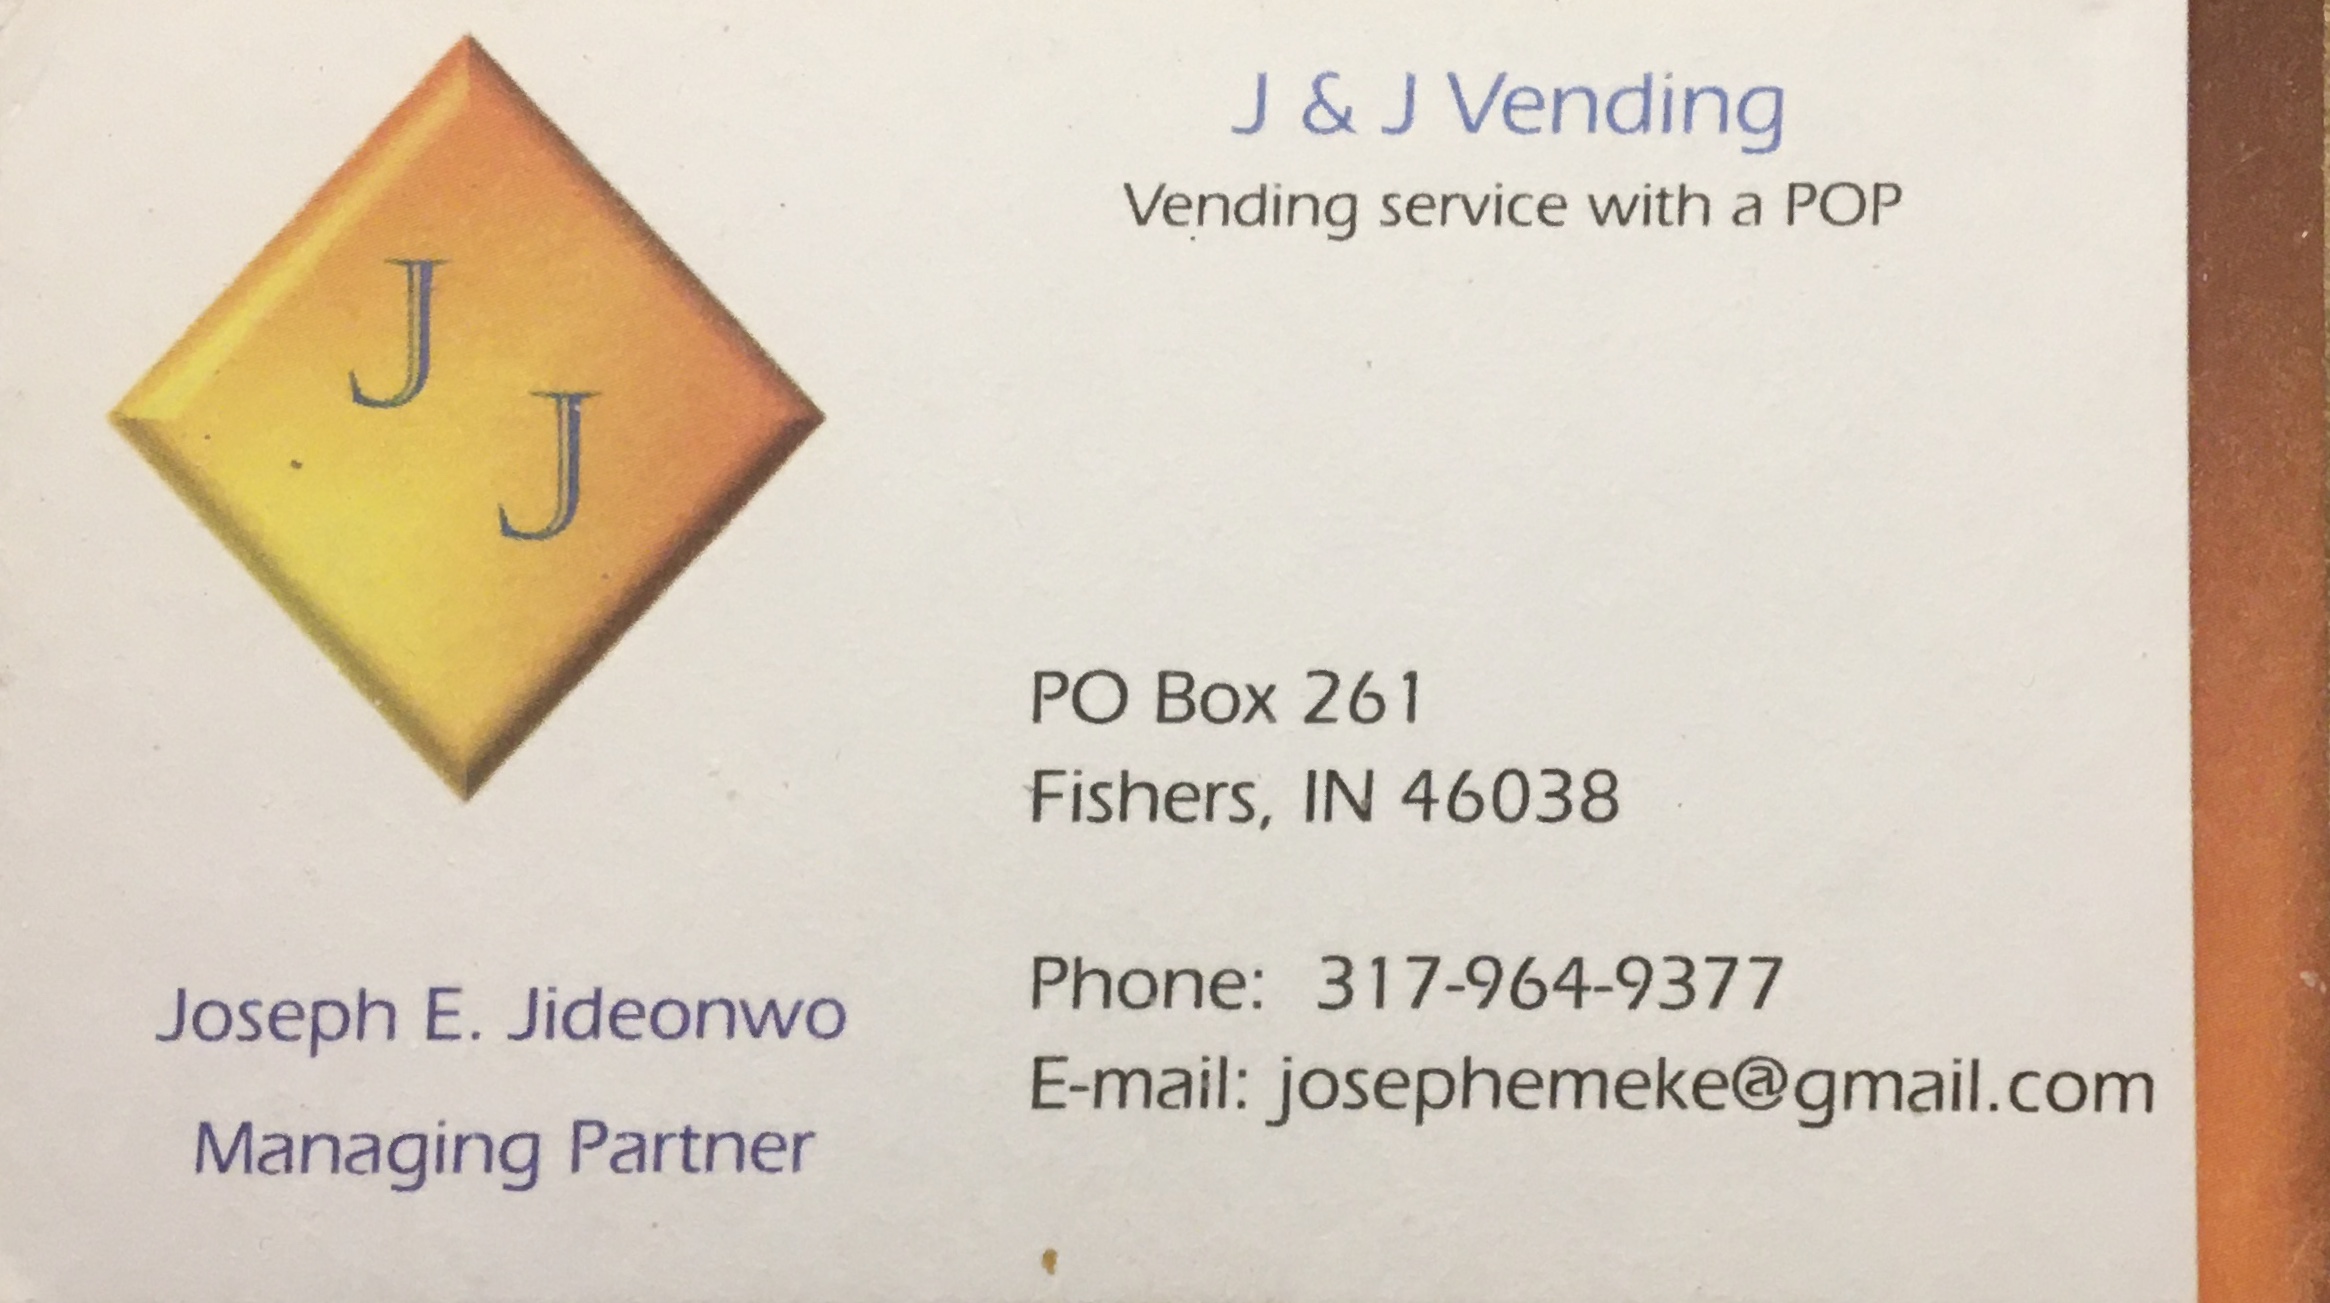 J
J
J & J Vending
Vending service with a POP
PO Box 261
Fishers, IN 46038
Phone: 317-964-9377
E-mail: josephemeke@gmail.com
Joseph E. Jideonwo
Managing Partner